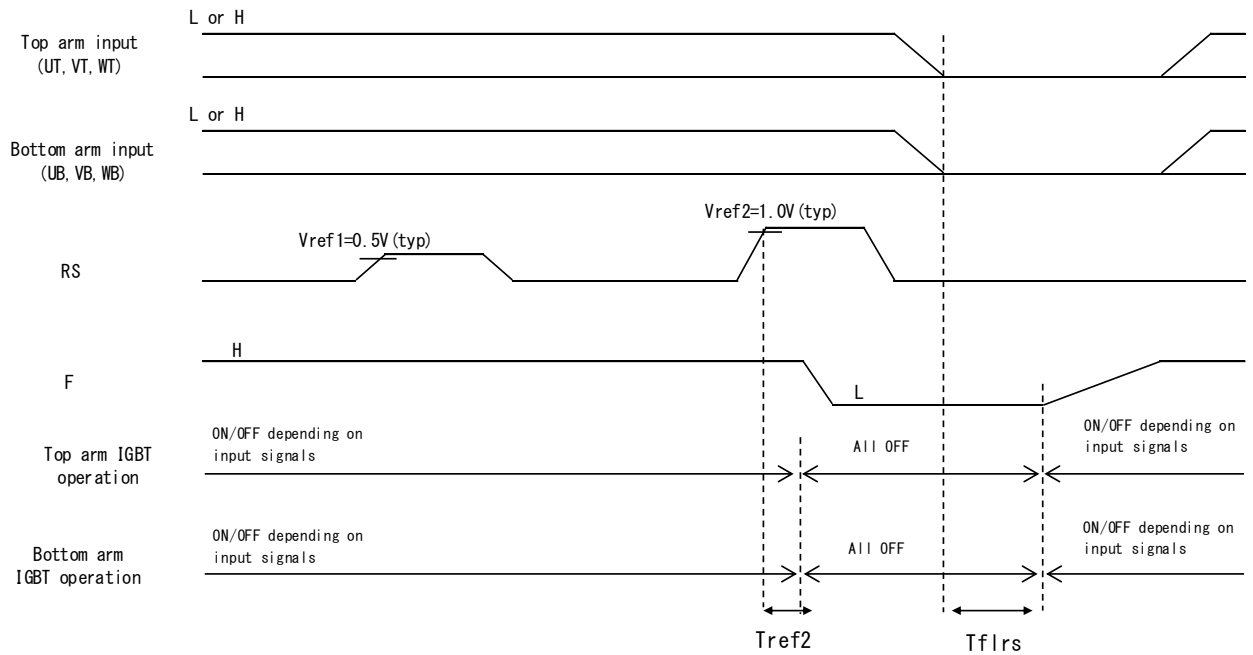 L or H
Top arm input
(UT, VT, WT)
L or H
Bottom arm input
(UB, VB, WB)
Vref1=0.5V(typ)
Vref2=1.0V(typ)
RS
H
F
L
Top arm IGBT
operation
ON/OFF depending on
input signals
All OFF
ON/OFF depending on
input signals
Bottom arm
IGBT operation
ON/OFF depending on
input signals
All OFF
ON/OFF depending on
input signals
Tref2
Tflrs